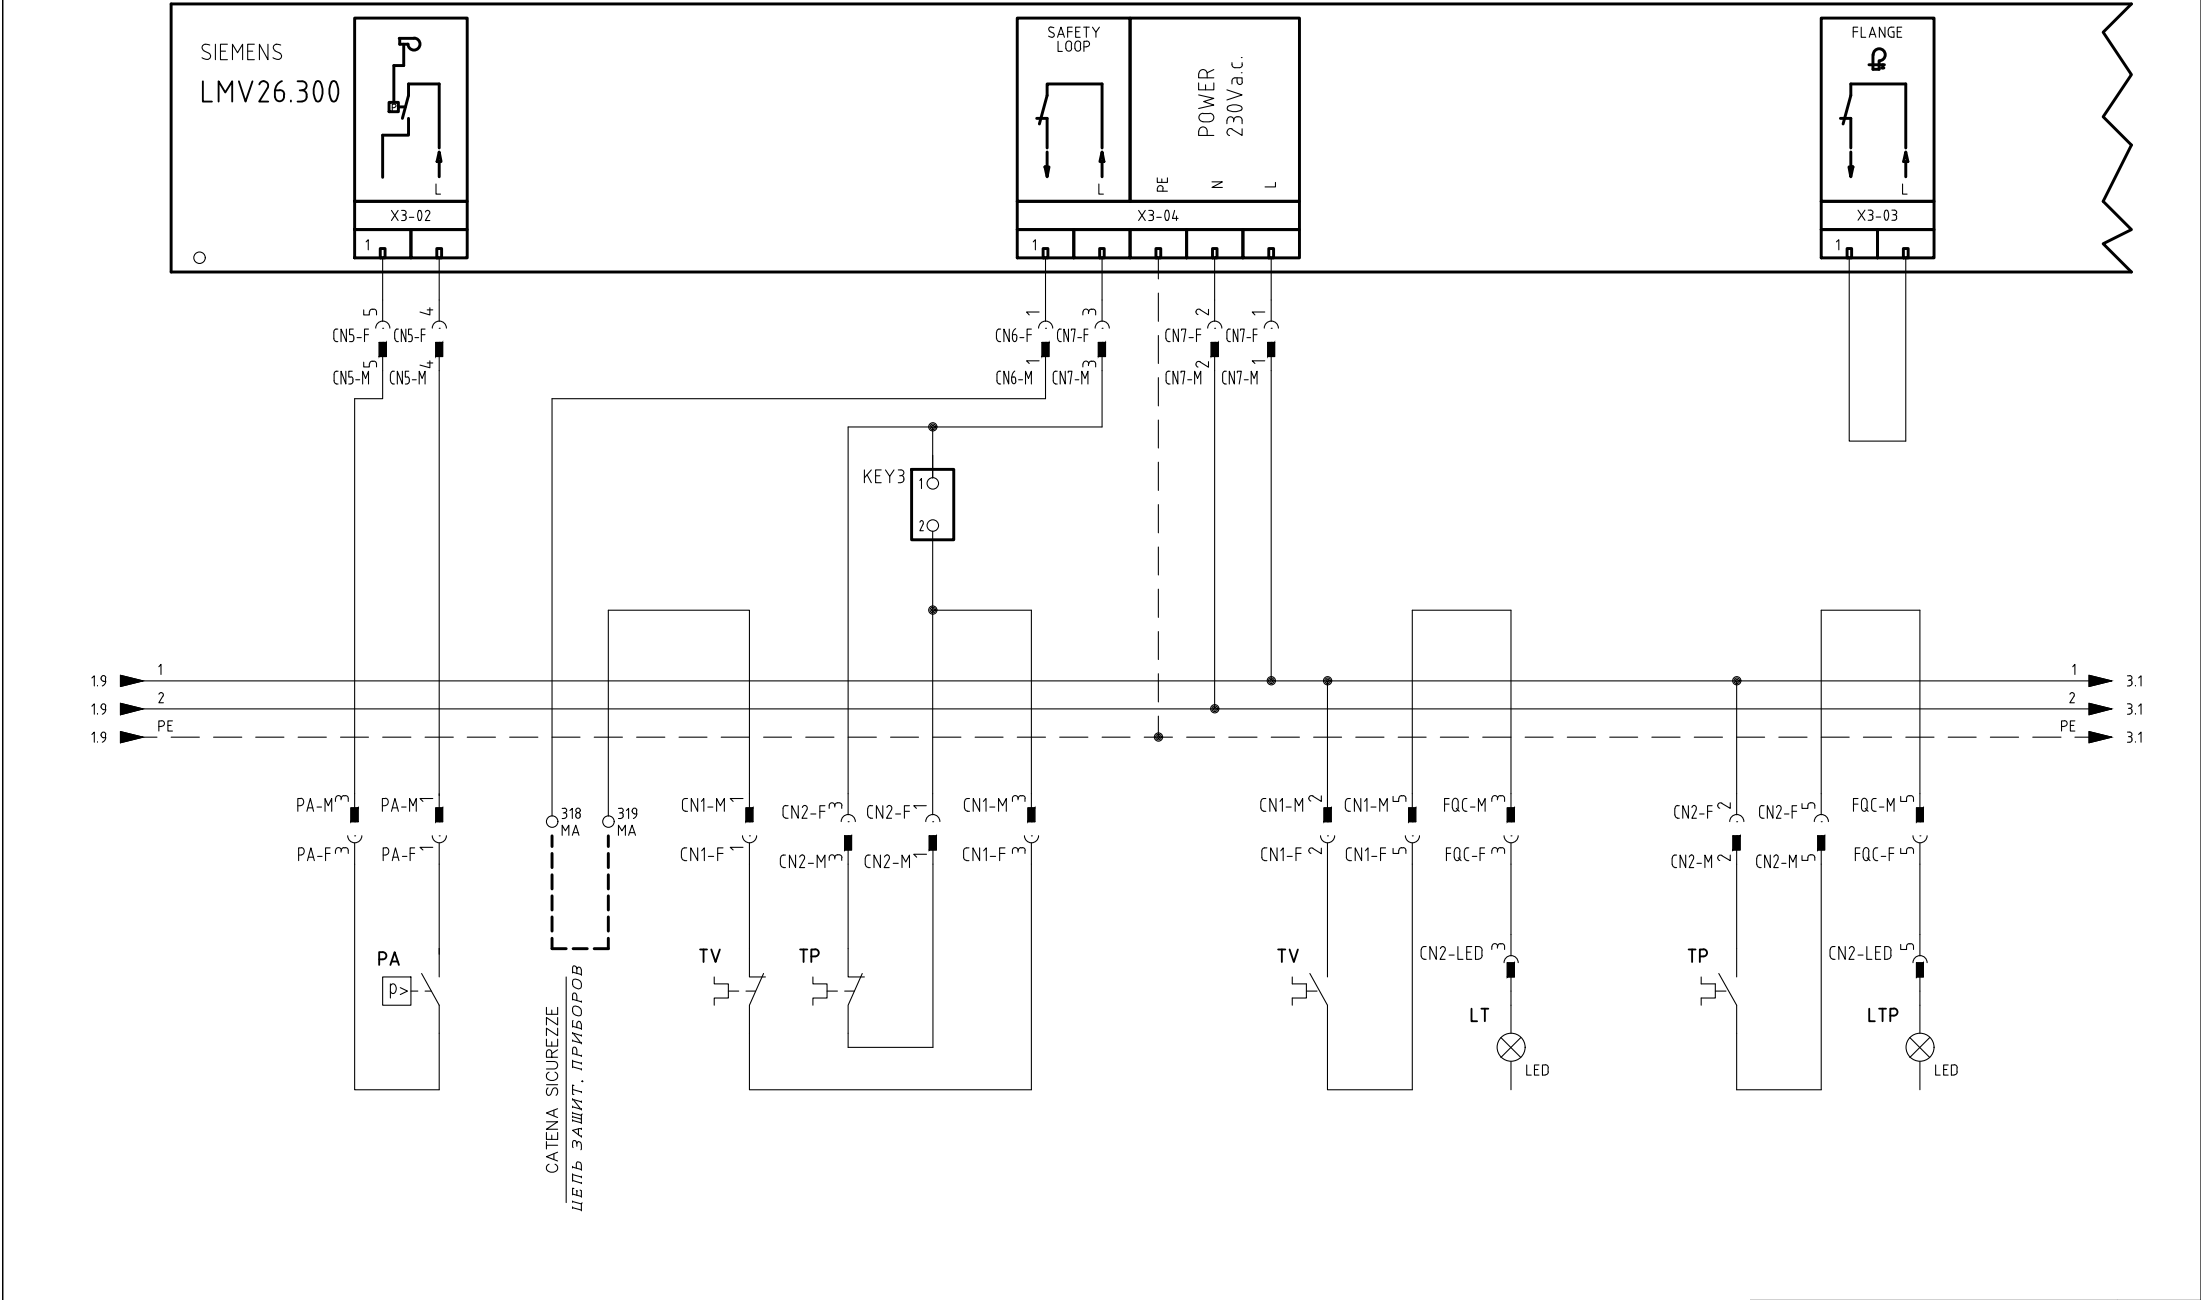 SIEMENS
LMV26.300
P
L
X3-02
1
SAFETY
LOOP
L
POWER
230Va.c.
PE
N
L
X3-04
1
FLANGE
L
X3-03
1
5
4
CN5-F
CN5-F
5
4
CN5-M
CN5-M
1
3
CN6-F
CN7-F
1
3
CN6-M
CN7-M
2
1
CN7-F
CN7-F
2
1
CN7-M
CN7-M
KEY3
1
2
1.9
1
1
3.1
1.9
2
2
3.1
1.9
PE
PE
3.1
PA-M 3
PA-M 1
PA-F 3
PA-F 1
318
MA
319
MA
CN1-M 1
CN1-F 1
CN2-F 3
CN2-M 3
CN2-F 1
CN2-M 1
CN1-M 3
CN1-F 3
CN1-M 2
CN1-F 2
CN1-M 5
CN1-F 5
FQC-M 3
FQC-F 3
CN2-F 2
CN2-M 2
CN2-F 5
CN2-M 5
FQC-M 5
FQC-F 5
PA
P>
CATENA SICUREZZE
ЦЕПЬ ЗАЩИТ. ПРИБОРОВ
TV
TP
TV
CN2-LED 3
LT
LED
TP
CN2-LED 5
LTP
LED